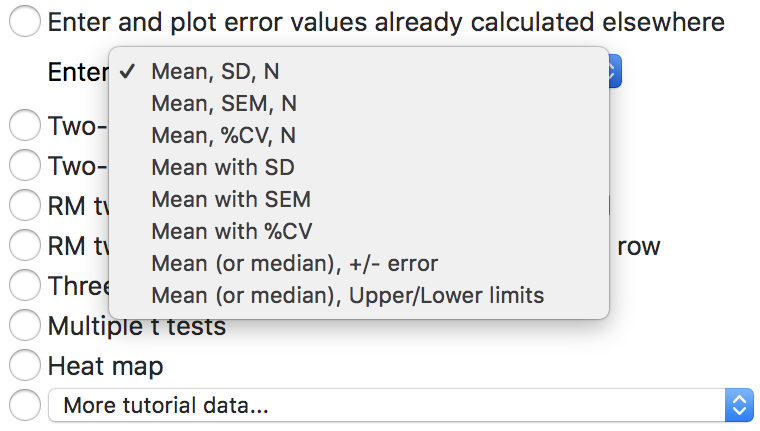 Enter and plot error values already calculated elsewhere
Enter
Mean, SD, N
Mean, SEM, N
Mean, %CV, N
Mean with SD
Mean with SEM
Mean with %CV
Mean (or median), +/- error
Mean (or median), Upper/Lower limits
Two-
Two-
RM tw
RM tw row
Three
Multiple t tests
Heat map
More tutorial data...